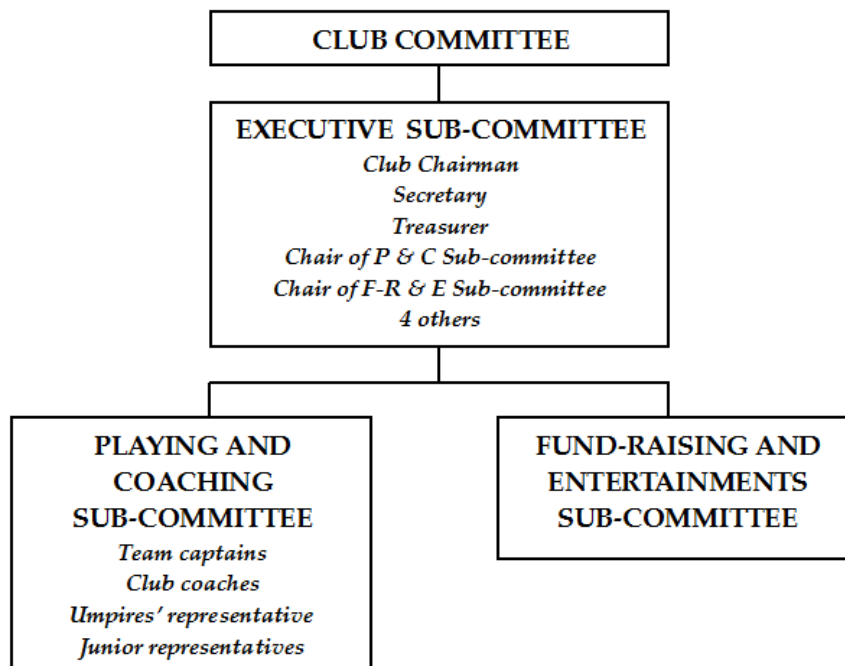 CLUB COMMITTEE
EXECUTIVE SUB-COMMITTEE
Club Chairman
Secretary
Treasurer
Chair of P & C Sub-committee
Chair of F-R & E Sub-committee
4 others
PLAYING AND
COACHING
SUB-COMMITTEE
Team captains
Club coaches
Umpires' representative
Junior representatives
FUND-RAISING AND
ENTERTAINMENTS
SUB-COMMITTEE